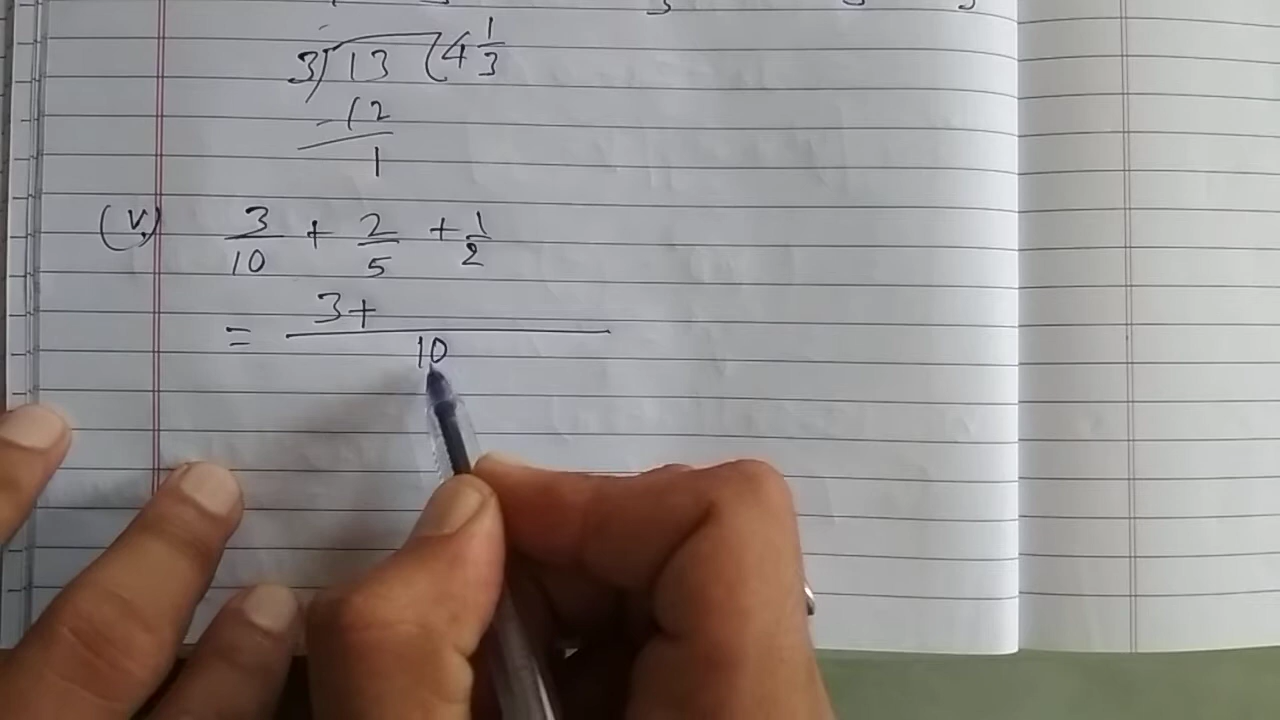 3) 13 (4 1/3
- 12
1
(v.) 3/10 + 2/5 + 1/2
= 3+ / 10